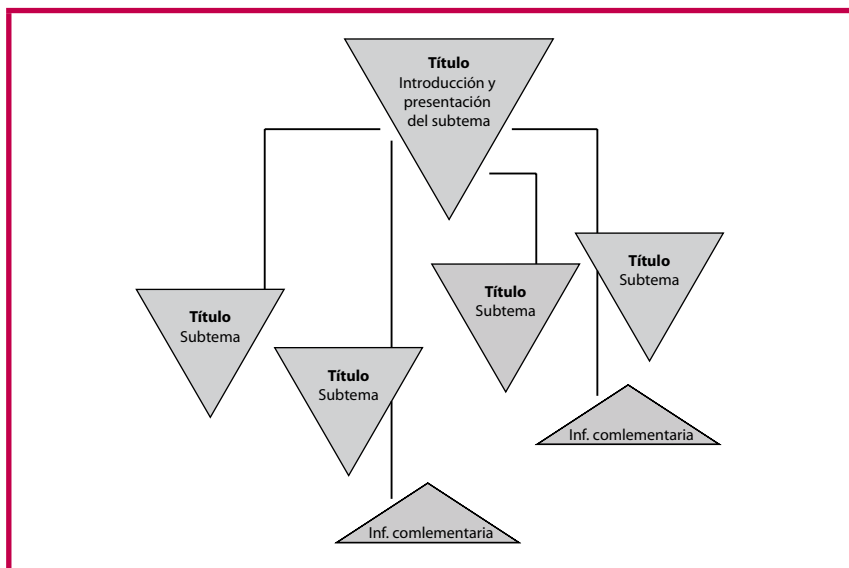 Título
Introducción y
presentación
del subtema
Título
Subtema
Título
Subtema
Título
Subtema
Título
Subtema
Inf. comlementaria
Inf. comlementaria